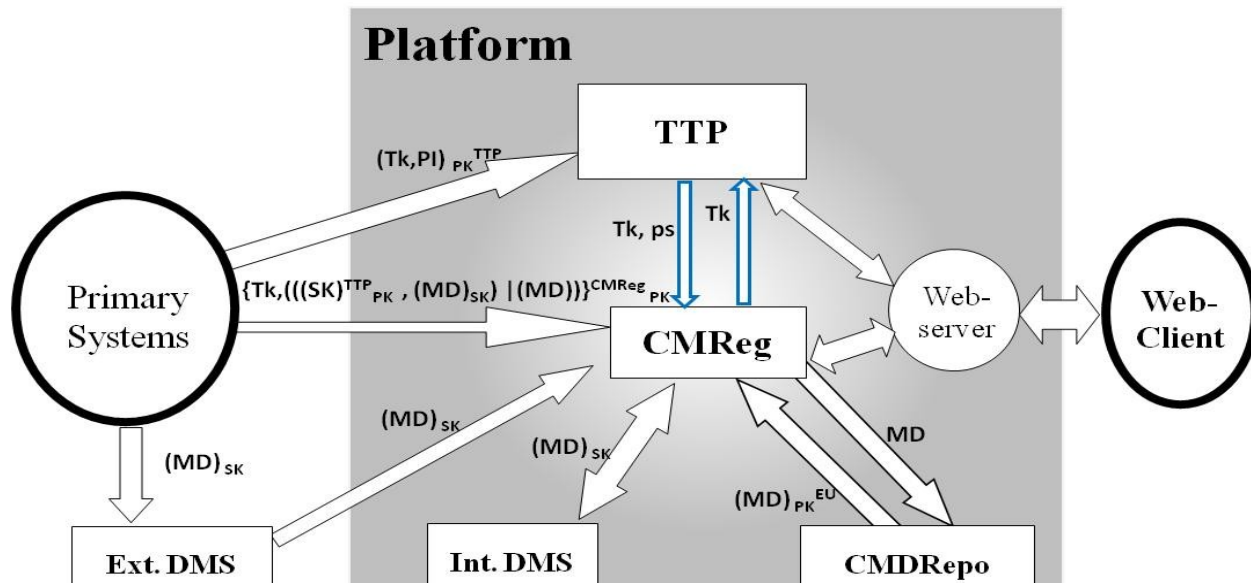 Platform
TTP
(Tk,PI) PK TTP
Tk, ps
Tk
Primary
Systems
{Tk,(((SK)TTP PK , (MD)SK) |(MD))}CMReg PK
Web-
server
Web-
Client
CMReg
(MD) SK
(MD) SK
(MD) SK
MD
(MD) PK EU
Ext. DMS
Int. DMS
CMDRepo